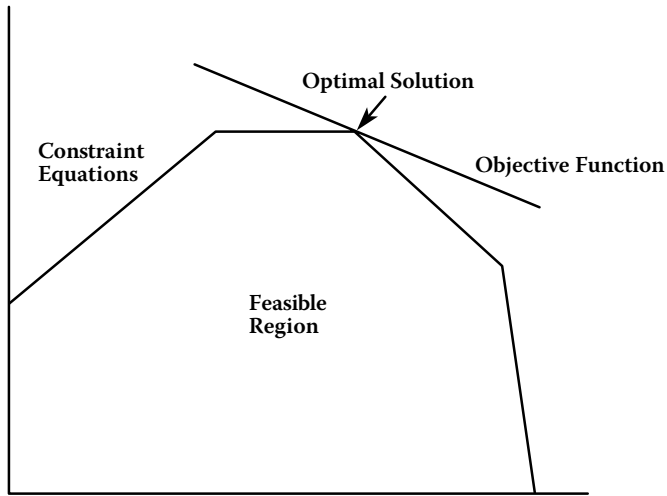 Optimal Solution
Constraint
Equations
Objective Function
Feasible
Region